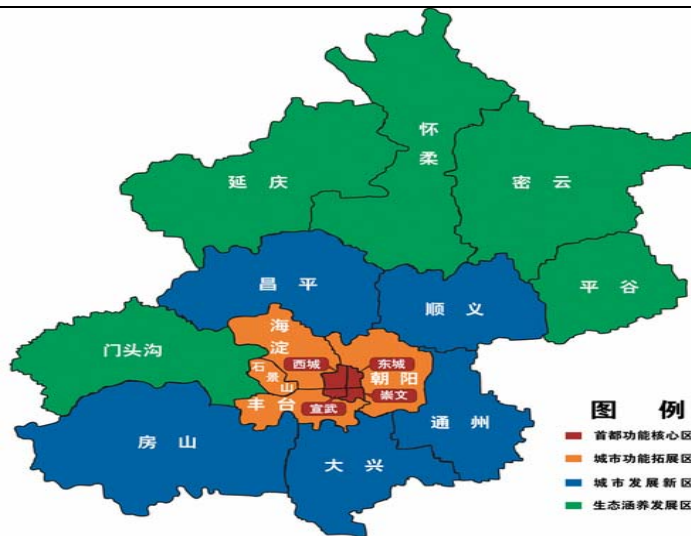 怀柔
延庆
密云
昌平
顺义
平谷
海淀
门头沟
西城
东城
石景山
朝阳
丰台
宣武
崇文
通州
房山
大兴
图例
首都功能核心区
城市功能拓展区
城市发展新区
生态涵养发展区